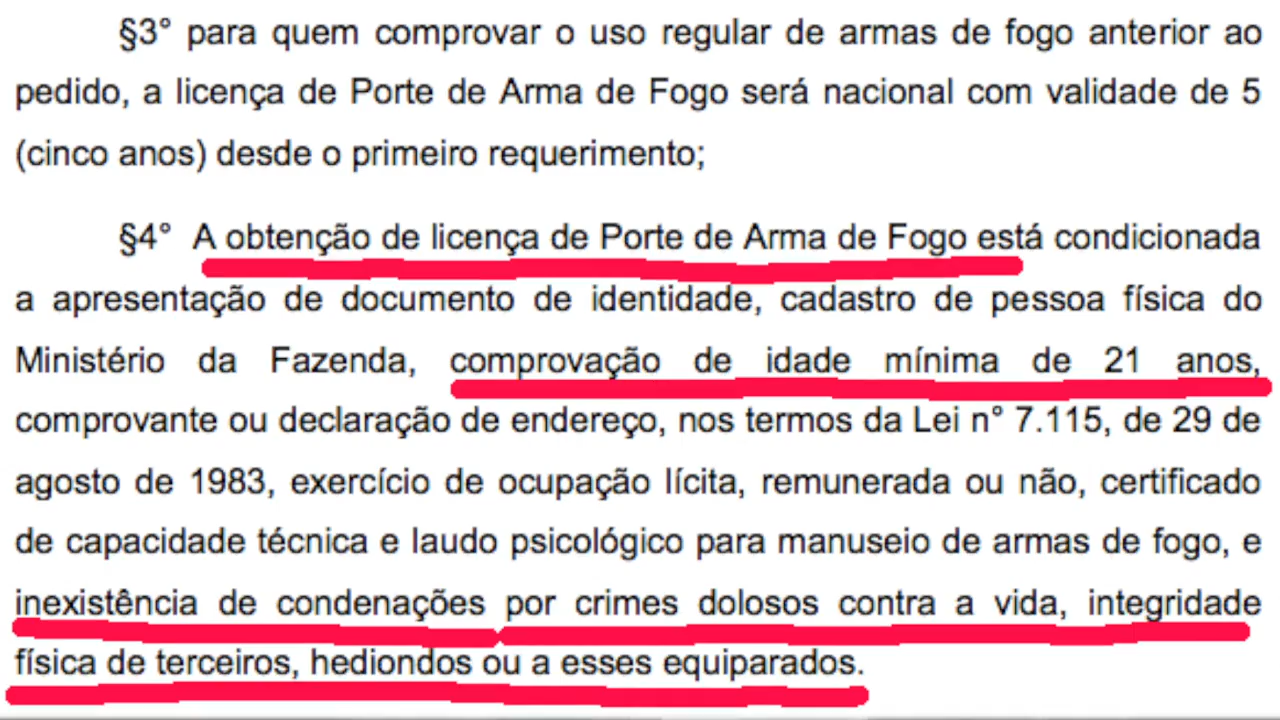 §3° para quem comprovar o uso regular de armas de fogo anterior ao
pedido, a licença de Porte de Arma de Fogo será nacional com validade de 5
(cinco anos) desde o primeiro requerimento;
§4° A obtenção de licença de Porte de Arma de Fogo está condicionada
a apresentação de documento de identidade, cadastro de pessoa física do
Ministério da Fazenda, comprovação de idade mínima de 21 anos,
comprovante ou declaração de endereço, nos termos da Lei n° 7.115, de 29 de
agosto de 1983, exercício de ocupação lícita, remunerada ou não, certificado
de capacidade técnica e laudo psicológico para manuseio de armas de fogo, e
inexistência de condenações por crimes dolosos contra a vida, integridade
física de terceiros, hediondos ou a esses equiparados.